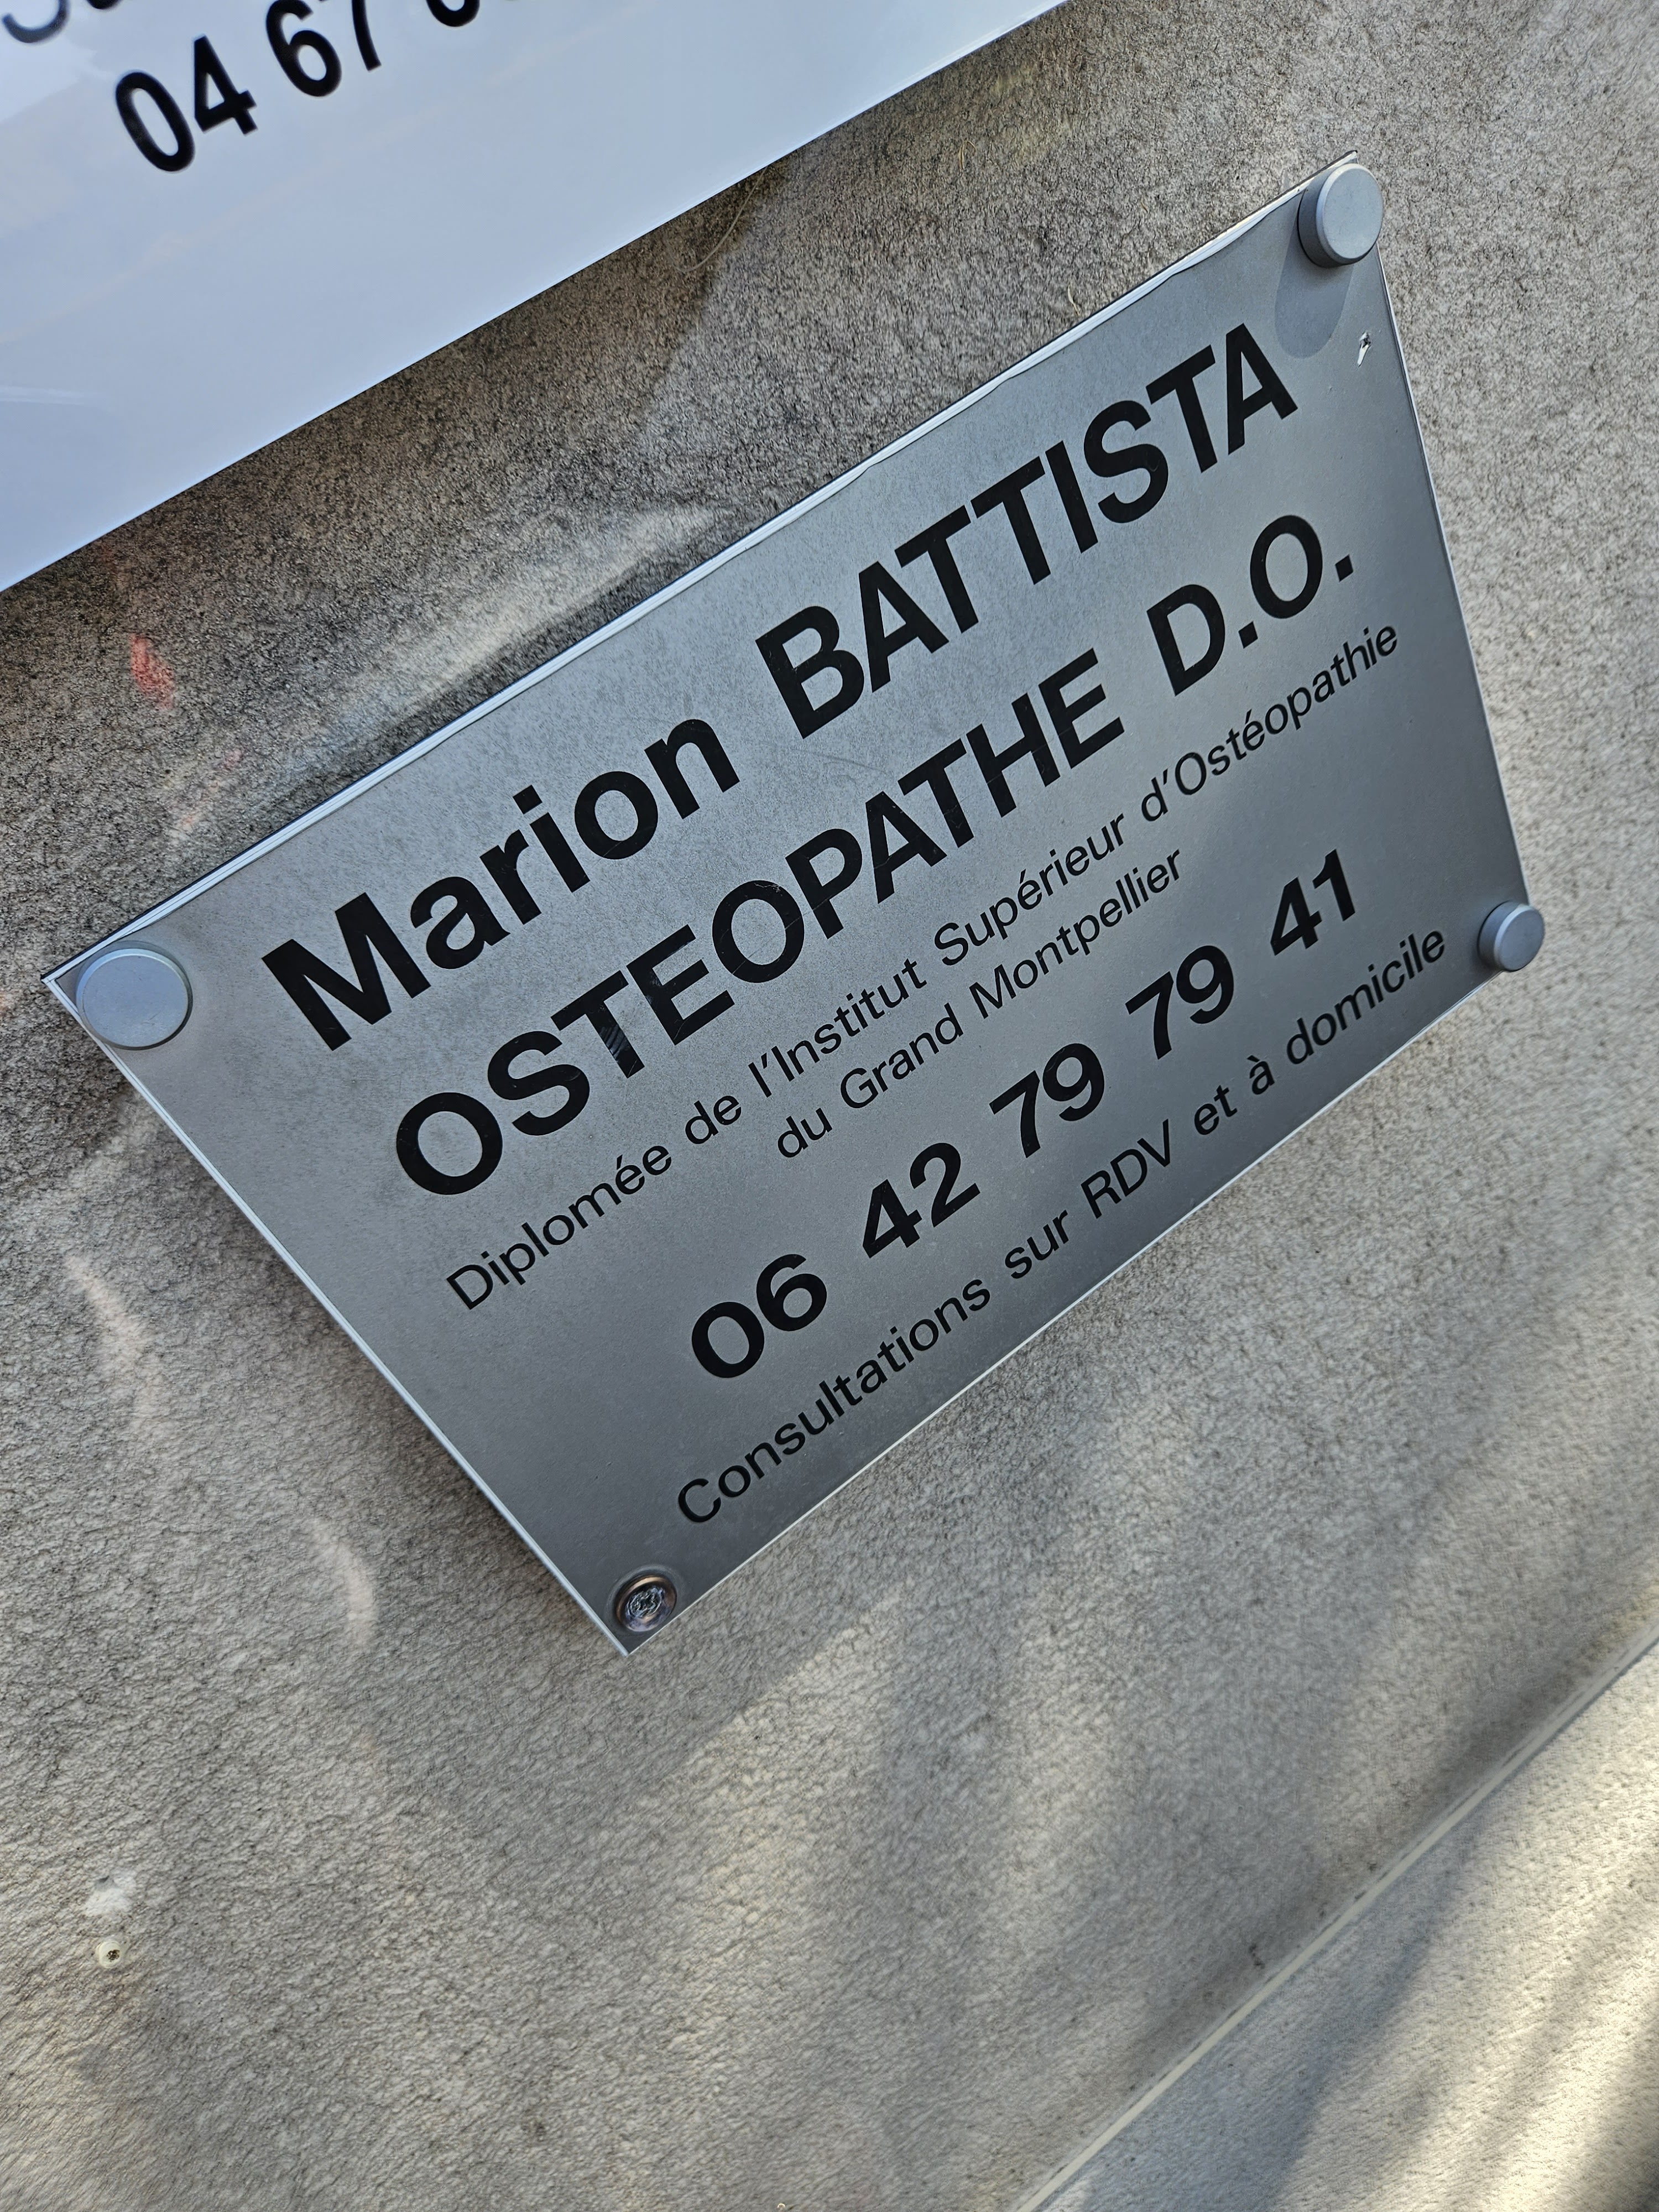 04 67
Marion BATTISTA
OSTEOPATHE D.O.
Diplomée de l'Institut Supérieur d'Ostéopathie
du Grand Montpellier
06 42 79 79 41
Consultations sur RDV et à domicile